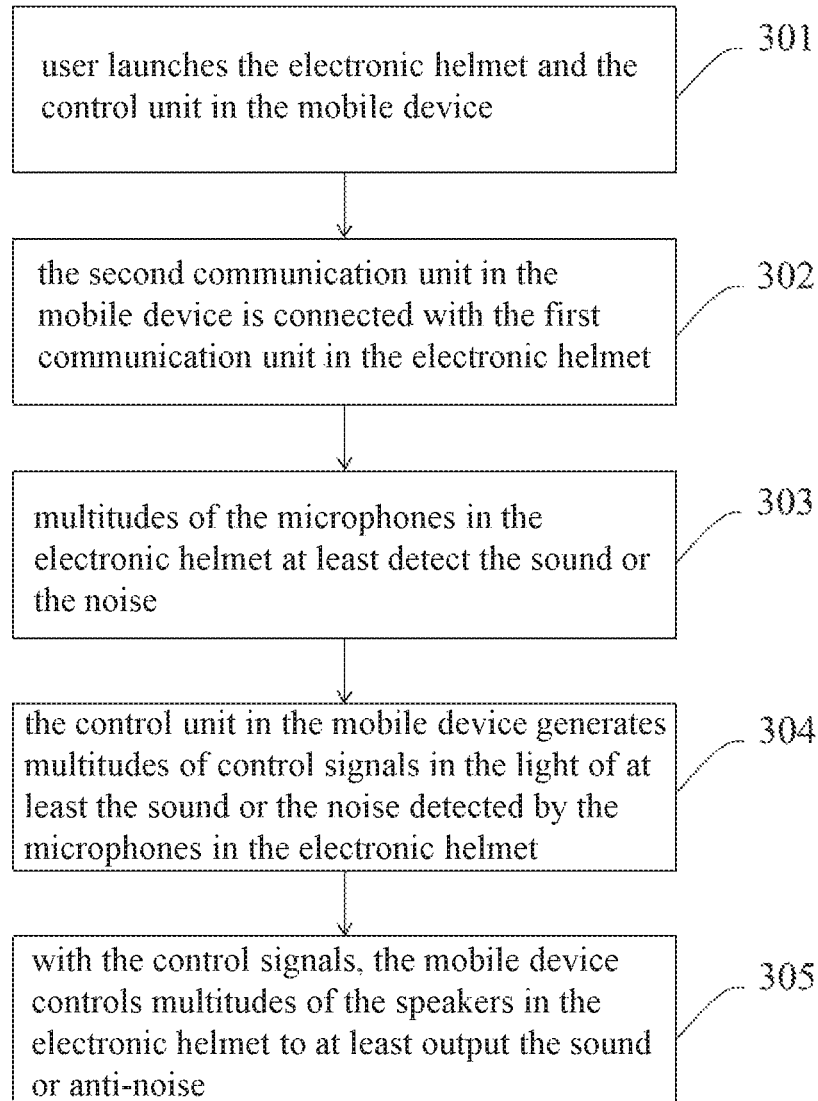 user launches the electronic helmet and the
control unit in the mobile device
301
the second communication unit in the
mobile device is connected with the first
communication unit in the electronic helmet
302
multitudes of the microphones in the
electronic helmet at least detect the sound or
the noise
303
the control unit in the mobile device generates
multitudes of control signals in the light of at
least the sound or the noise detected by the
microphones in the electronic helmet
304
with the control signals, the mobile device
controls multitudes of the speakers in the
electronic helmet to at least output the sound
or anti-noise
305